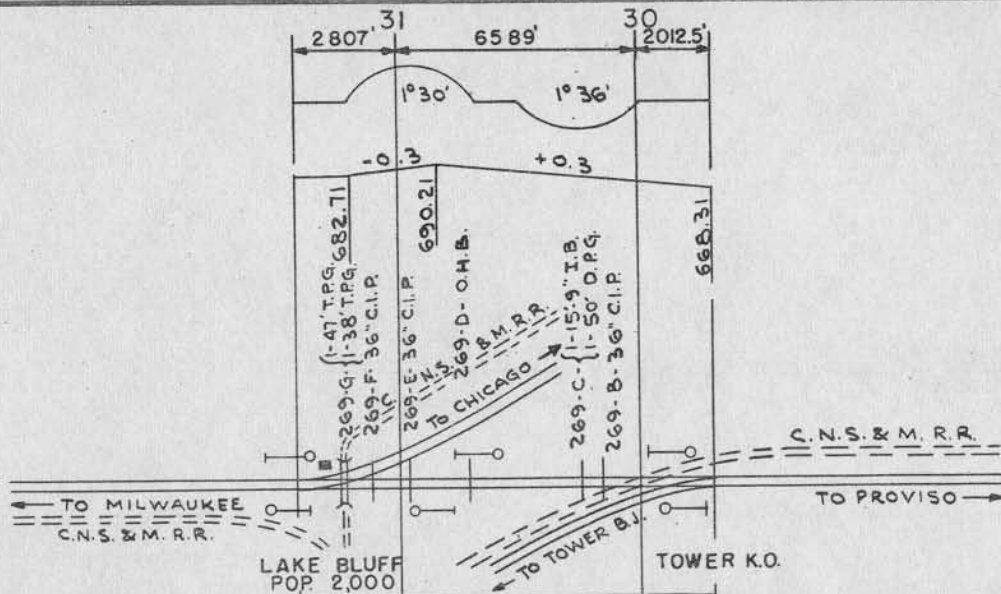 31 30
2807' 6589' 2012.5'
1°30' 1°36'
-0.3 +0.3
682.71
690.21
668.31
269-G-{1-47' T.P.G.
1-38' T.P.G.
269-F-36" C.I.P.
269-E-36" C.I.P.
269-D-O.H.B.
269-C-{1-15'9" I.B.
1-50' O.P.G.
269-B-36" C.I.P.
C. N.S. & M. R.R.
TO CHICAGO
C.N.S. & M. R.R.
TO MILWAUKEE
TO PROVISO
C.N.S. & M. R.R.
TO TOWER B.J.
LAKE BLUFF
POP. 2,000
TOWER K.O.